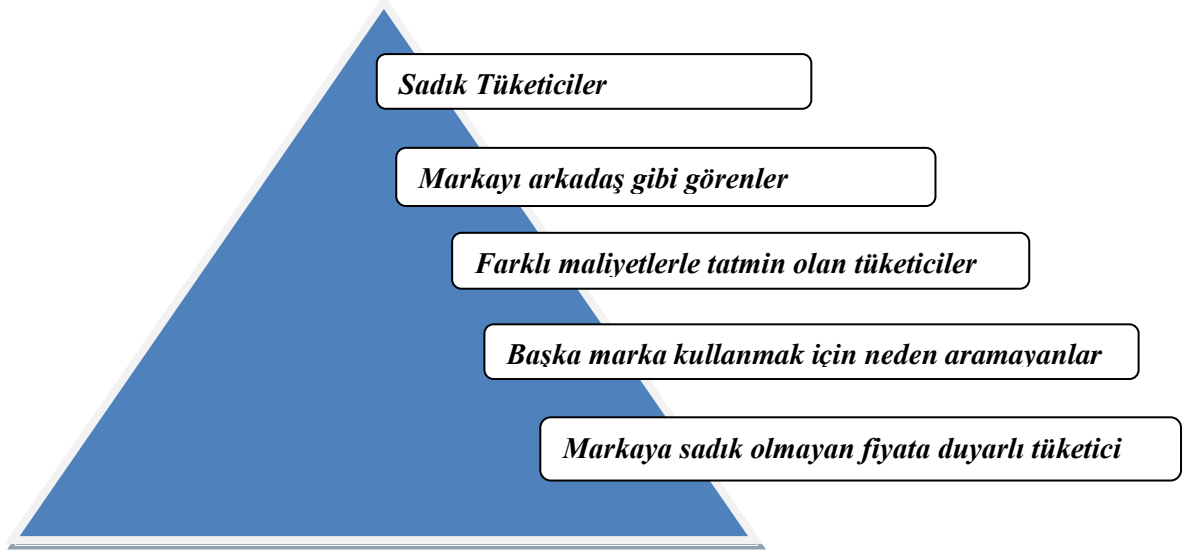 Sadık Tüketiciler
Markayı arkadaş gibi görenler
Farklı maliyetlerle tatmin olan tüketiciler
Başka marka kullanmak için neden aramayanlar
Markaya sadık olmayan fiyata duyarlı tüketici